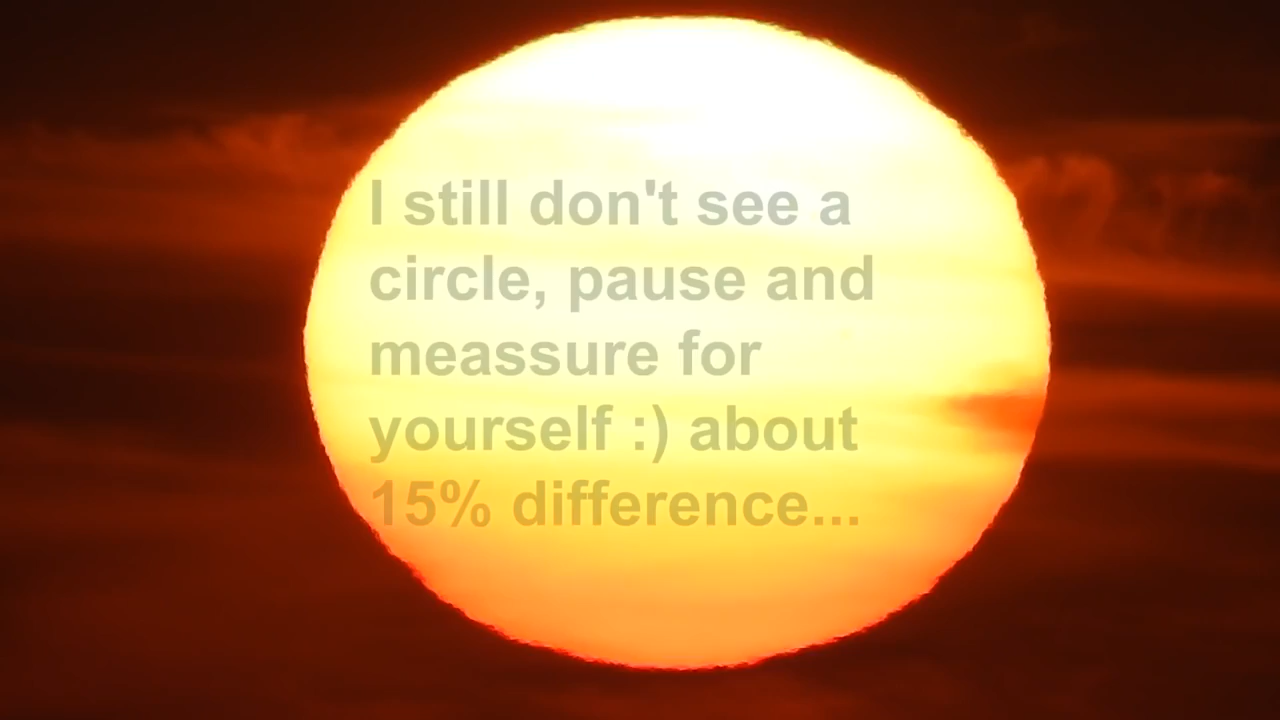 I still don't see a
circle, pause and
meassure for
yourself :) about
15% difference...